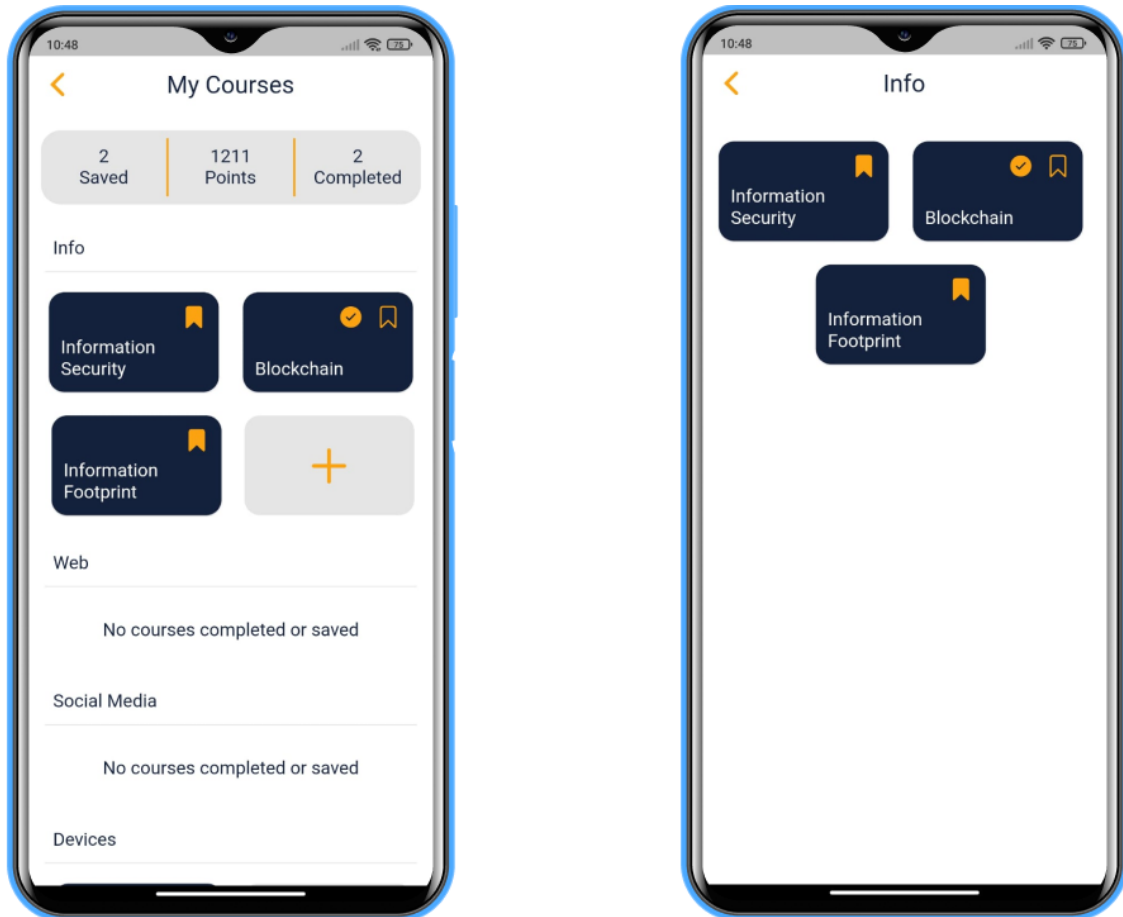 10:48
75
My Courses
2
Saved
1211
Points
2
Completed
Info
Information
Security
Blockchain
Information
Footprint
Web
No courses completed or saved
Social Media
No courses completed or saved
Devices
10:48
75
Info
Information
Security
Blockchain
Information
Footprint